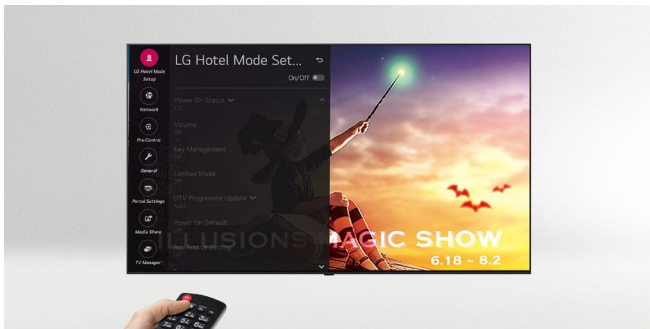 LG Hotel Mode Setup
Network
Pro:Centric
General
Portal Settings
Media Share
TV Manager
LG Hotel Mode Set...
On/Off
Power On Status
Volume
Key Management
Limited Mode
DTV Programme Update
Power On Default
ILLUSIONS MAGIC SHOW
6.18 ~ 8.2